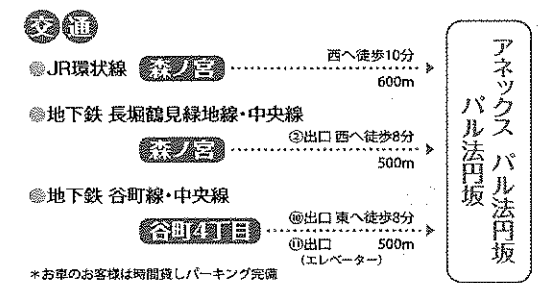 交通
◎JR環状線 森ノ宮 西へ徒歩10分
600m
◎地下鉄 長堀鶴見緑地線・中央線
森ノ宮 ②出口 西へ徒歩8分
500m
◎地下鉄 谷町線・中央線
谷町4丁目 ⑩出口 東へ徒歩8分
⑪出口 500m
(エレベーター)
*お車のお客様は時間貸しパーキング完備
アネックス パル法円坂
パル法円坂